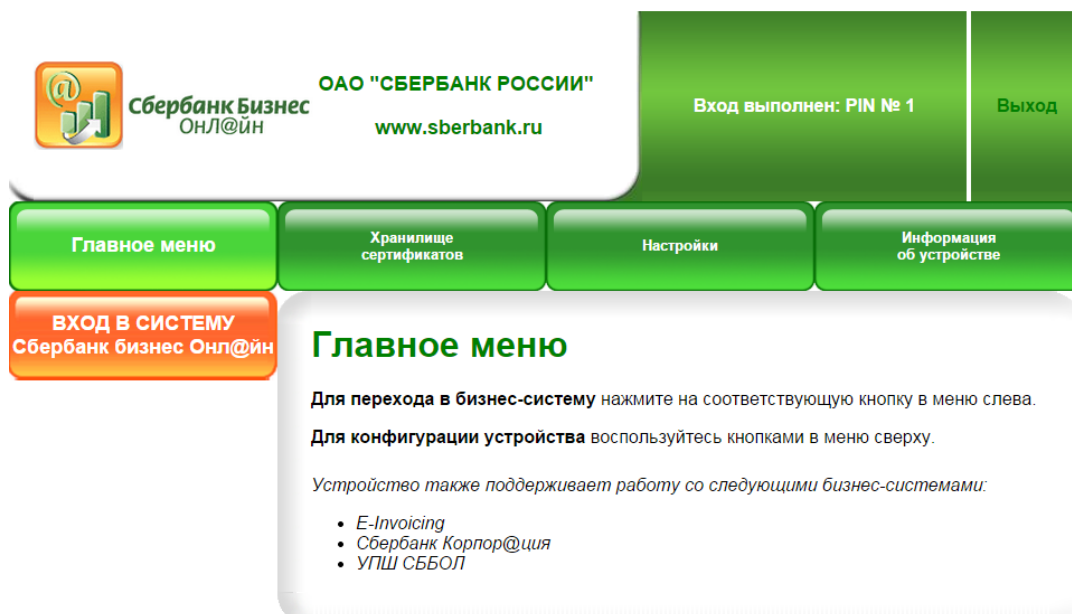 Сбербанк Бизнес
ОнЛ@йн
ОАО "СБЕРБАНК РОССИИ"
www.sberbank.ru
Вход выполнен: PIN № 1
Выход
Главное меню
Хранилище
сертификатов
Настройки
Информация
об устройстве
ВХОД В СИСТЕМУ
Сбербанк бизнес Онл@йн
Главное меню
Для перехода в бизнес-систему нажмите на соответствующую кнопку в меню слева.
Для конфигурации устройства воспользуйтесь кнопками в меню сверху.
Устройство также поддерживает работу со следующими бизнес-системами:
• E-Invoicing
• Сбербанк Корпор@ция
• УПШ СББОЛ